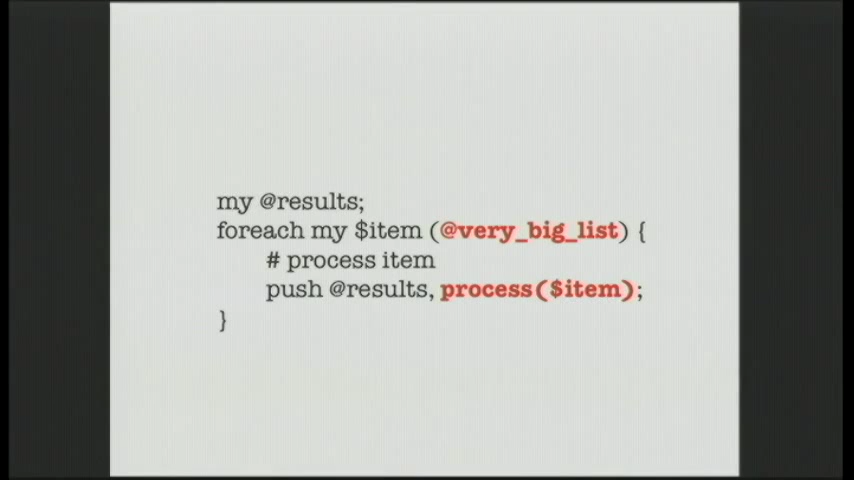 my @results;
foreach my $item (@very_big_list) {
    # process item
    push @results, process($item);
}